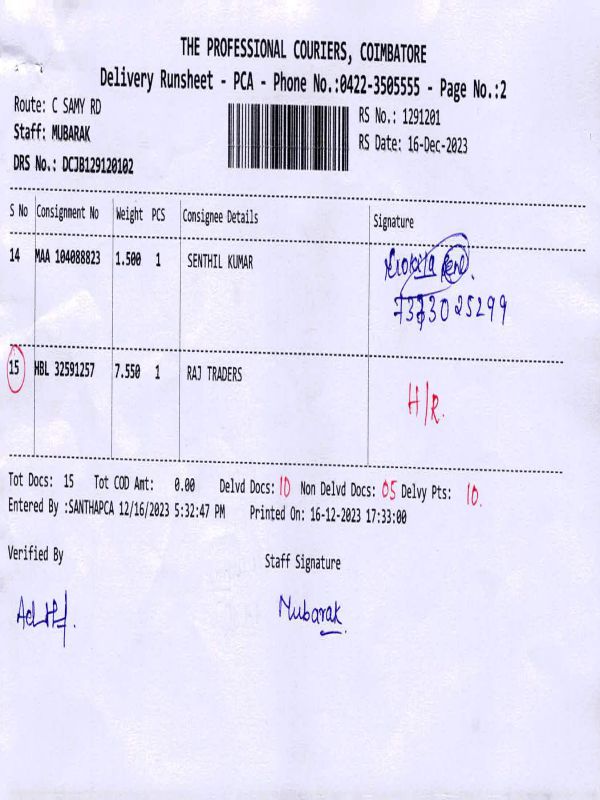 THE PROFESSIONAL COURIERS, COIMBATORE
Delivery Runsheet - PCA - Phone No.:0422-3505555 - Page No.:2
Route: C SAMY RD
RS No.: 1291201
Staff: MUBARAK
RS Date: 16-Dec-2023
DRS No.: DCJB129120102
S No Consignment No Weight PCS Consignee Details Signature
14 MAA 104088823 1.500 1 SENTHIL KUMAR
7373025299
15 HBL 32591257 7.550 1 RAJ TRADERS
H/R.
Tot Docs: 15 Tot COD Amt: 0.00 Delvd Docs: 10 Non Delvd Docs: 05 Delvy Pts: 10.
Entered By :SANTHAPCA 12/16/2023 5:32:47 PM Printed On: 16-12-2023 17:33:00
Verified By Staff Signature
Mubarak.